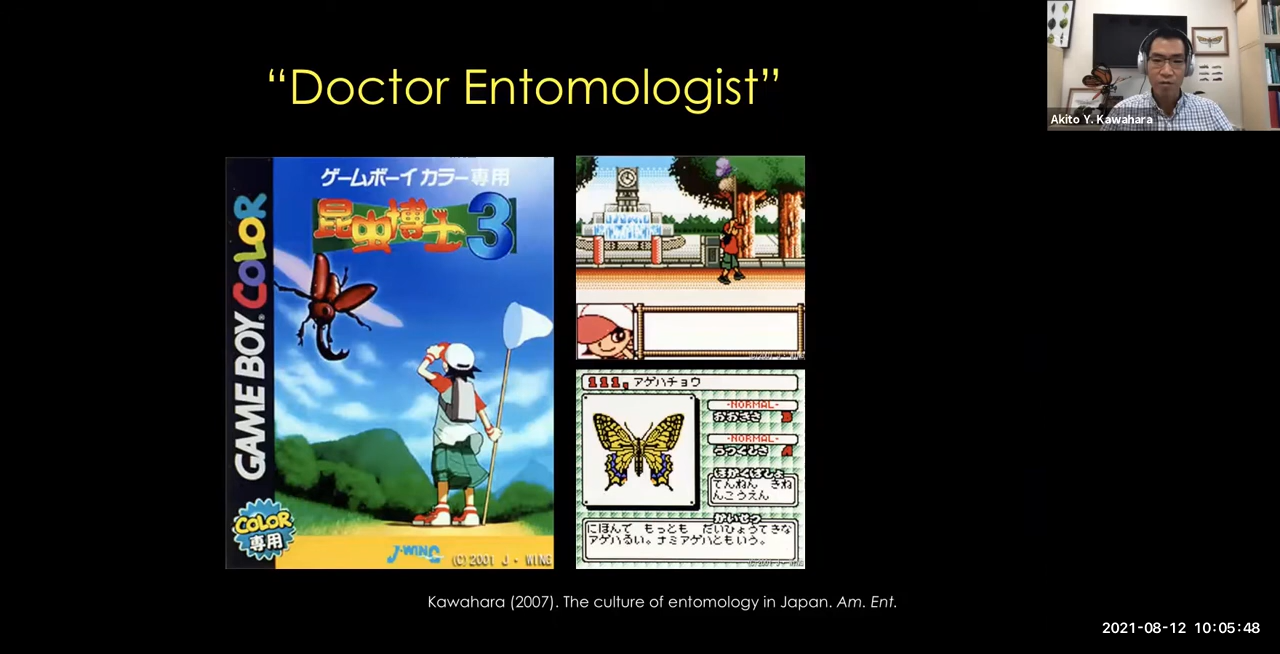 “Doctor Entomologist”
Akito Y. Kawahara
GAME BOY COLOR
ゲームボーイ カラー専用
昆虫博士3
COLOR
専用
J・WING
(C)2001 J・WING
111, アゲハチョウ
-NORMAL-
おおきさ B
-NORMAL-
うつくしさ A
ほかくばしょ
てんねん きね
んこうえん
かいせつ
にほんで もっとも だいひょうてきな
アゲハるい。ナミアゲハともいう。
Kawahara (2007). The culture of entomology in Japan. Am. Ent.
2021-08-12 10:05:48